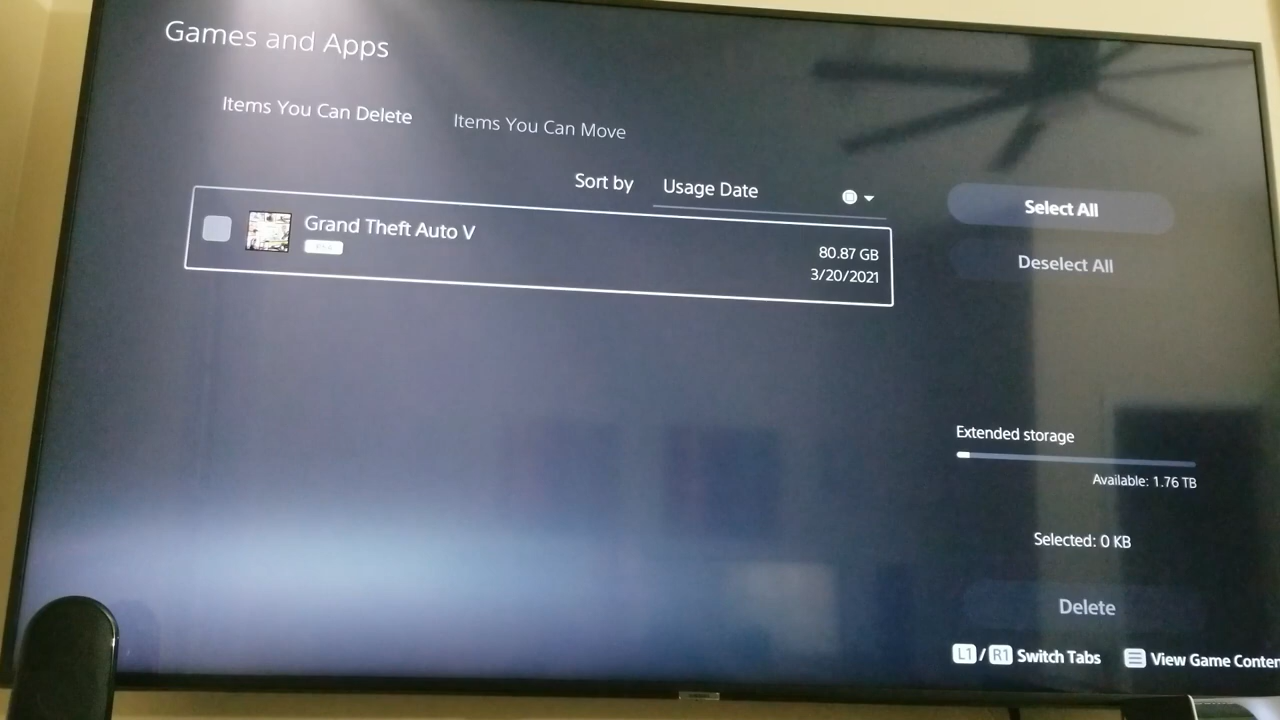 Games and Apps
Items You Can Delete
Items You Can Move
Sort by
Usage Date
Grand Theft Auto V
80.87 GB
3/20/2021
Select All
Deselect All
Extended storage
Available: 1.76 TB
Selected: 0 KB
Delete
L1 / R1 Switch Tabs
View Game Conten